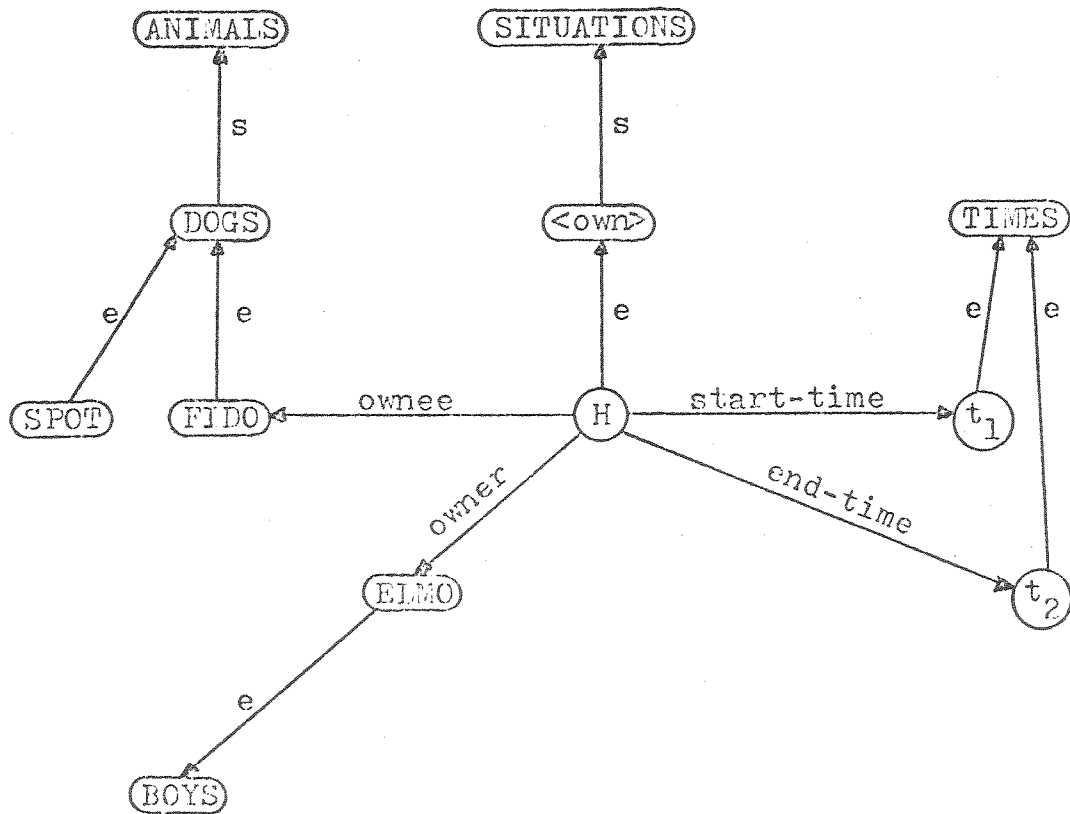 ANIMALS
SITUATIONS
s
s
DOGS
<own>
TIMES
e
e
e
e
e
SPOT
FIDO
ownee
H
start-time
t1
owner
end-time
ELMO
t2
e
BOYS